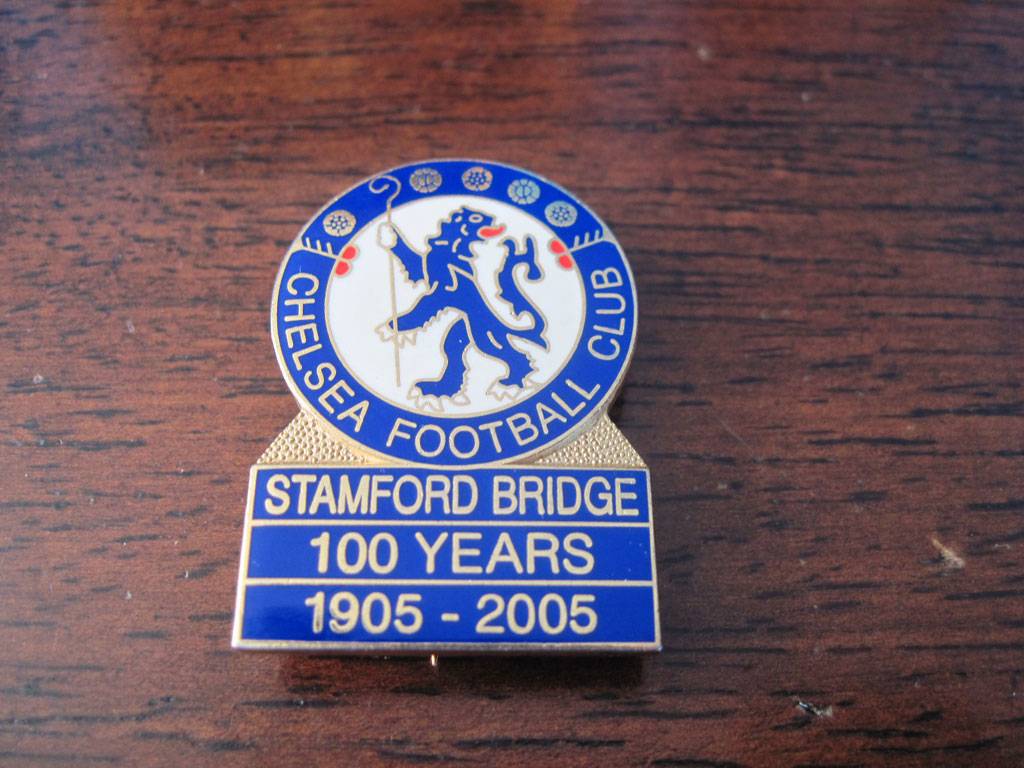 CHELSEA FOOTBALL CLUB
STAMFORD BRIDGE
100 YEARS
1905 - 2005